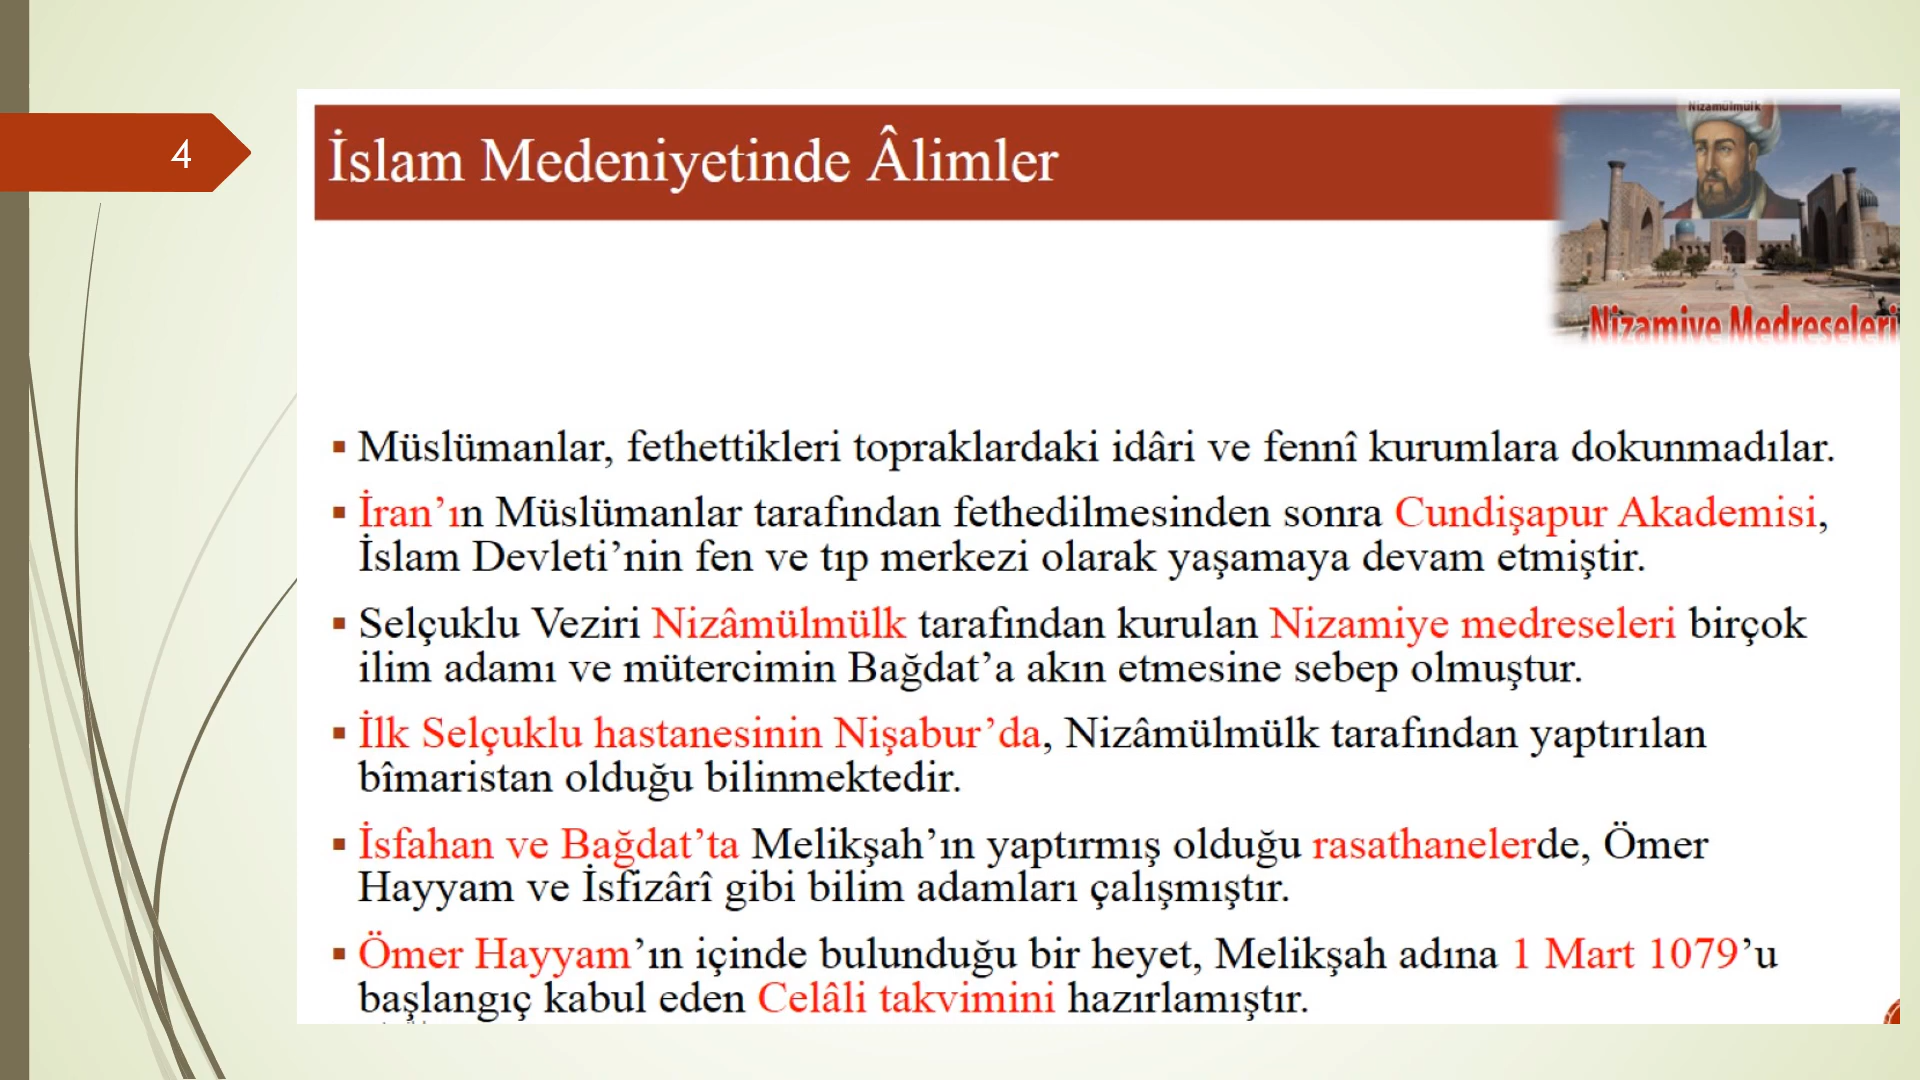 4
İslam Medeniyetinde Âlimler
Nizamülmülk
Nizamiye Medreseleri
Müslümanlar, fethettikleri topraklardaki idâri ve fennî kurumlara dokunmadılar.
İran’ın Müslümanlar tarafından fethedilmesinden sonra Cundişapur Akademisi,
İslam Devleti’nin fen ve tıp merkezi olarak yaşamaya devam etmiştir.
Selçuklu Veziri Nizâmülmülk tarafından kurulan Nizamiye medreseleri birçok
ilim adamı ve mütercimin Bağdat’a akın etmesine sebep olmuştur.
İlk Selçuklu hastanesinin Nişabur’da, Nizâmülmülk tarafından yaptırılan
bîmaristan olduğu bilinmektedir.
İsfahan ve Bağdat’ta Melikşah’ın yaptırmış olduğu rasathanelerde, Ömer
Hayyam ve İsfizârî gibi bilim adamları çalışmıştır.
Ömer Hayyam’ın içinde bulunduğu bir heyet, Melikşah adına 1 Mart 1079’u
başlangıç kabul eden Celâli takvimini hazırlamıştır.